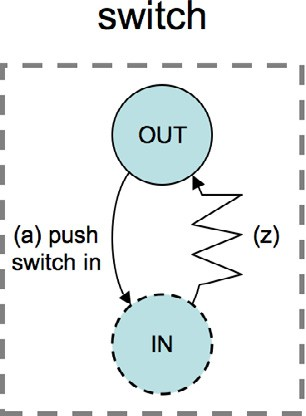 switch
OUT
(a) push
switch in
(z)
IN